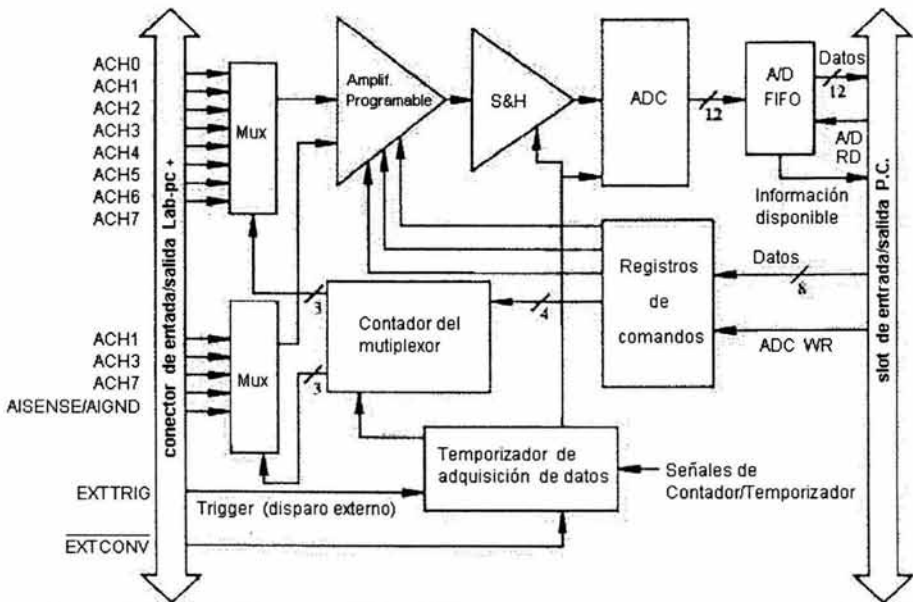 ACH0
ACH1
ACH2
ACH3
ACH4
ACH5
ACH6
ACH7
ACH1
ACH3
ACH7
AISENSE/AIGND
EXTTRIG
EXTCONV
conector de entada/salida Lab-pc +
Mux
Mux
Amplif.
Programable
S&H
ADC
12
A/D
FIFO
Datos
12
A/D
RD
Información
disponible
Registros
de
comandos
Datos
8
ADC WR
Contador del
mutiplexor
3
3
4
Temporizador de
adquisición de datos
Señales de
Contador/Temporizador
Trigger (disparo externo)
slot de entrada/salida P.C.